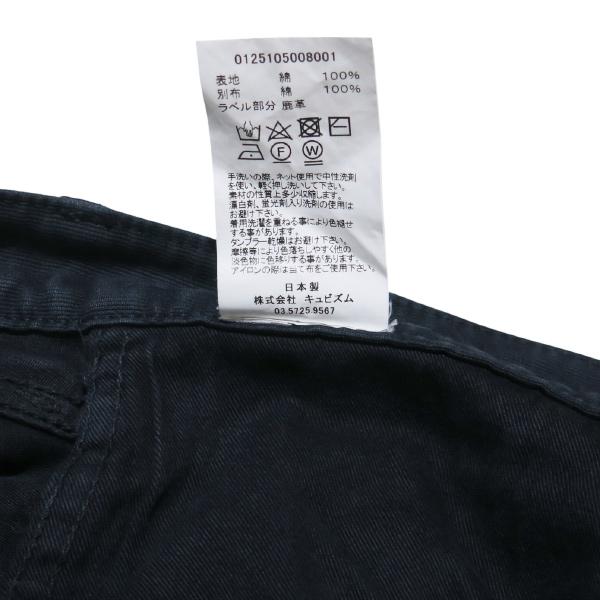 0125105008001
表地 綿 100%
別布 綿 100%
ラベル部分 鹿革
F W
手洗いの際、ネット使用で中性洗剤
を使い、軽く押し洗いして下さい。
素材の性質上多少収縮します。
漂白剤、蛍光剤入り洗剤の使用は
お避け下さい。
着用洗濯を重ねる事により色褪せ
する事があります。
タンブラー乾燥はお避け下さい。
摩擦等により色落ちしやすく他の
淡色物に色移りする事があります。
アイロンの際は当て布をご使用下さい。
日本製
株式会社 キュビズム
03.5725.9567